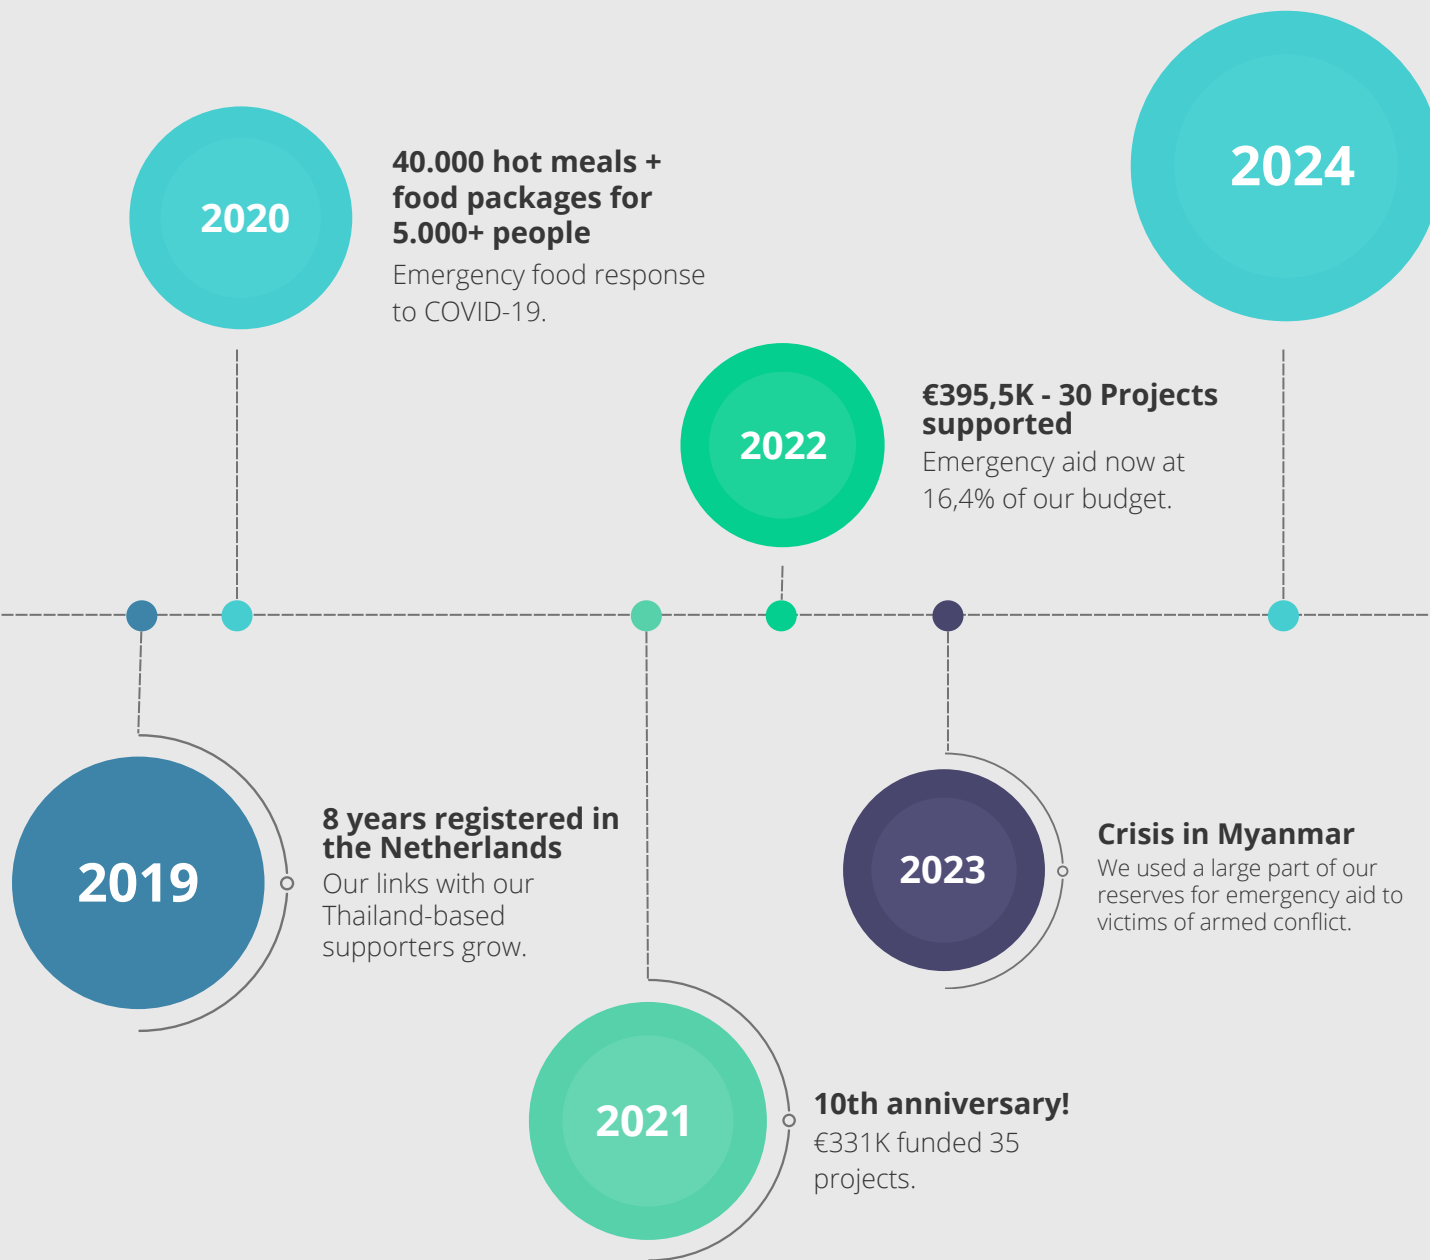 2019
8 years registered in
the Netherlands
Our links with our
Thailand-based
supporters grow.
2020
40.000 hot meals +
food packages for
5.000+ people
Emergency food response
to COVID-19.
2021
10th anniversary!
€331K funded 35
projects.
2022
€395,5K - 30 Projects
supported
Emergency aid now at
16,4% of our budget.
2023
Crisis in Myanmar
We used a large part of our
reserves for emergency aid to
victims of armed conflict.
2024